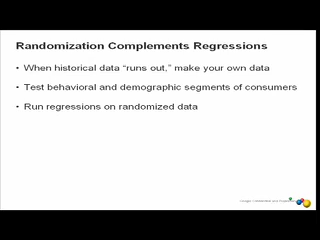 Randomization Complements Regressions
• When historical data "runs out," make your own data
• Test behavioral and demographic segments of consumers
• Run regressions on randomized data